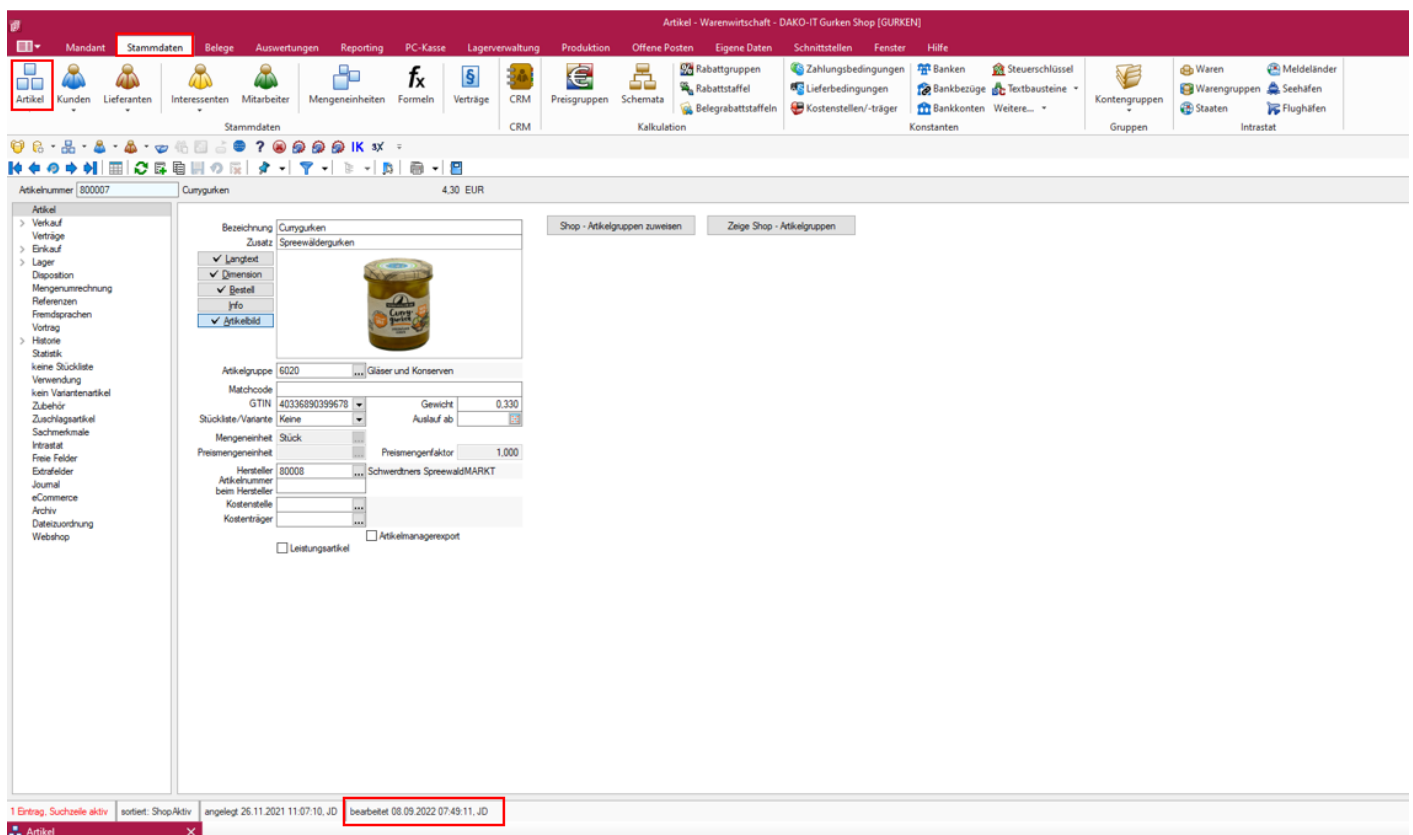 Artikel - Warenwirtschaft - DAKO-IT Gurken Shop [GURKEN]
Mandant Stammdaten Belege Auswertungen Reporting PC-Kasse Lagerverwaltung Produktion Offene Posten Eigene Daten Schnittstellen Fenster Hilfe
Rabattgruppen Zahlungsbedingungen Banken Steuerschlüssel Waren Meldeländer
Artikel Kunden Lieferanten Interessenten Mitarbeiter Mengeneinheiten Formeln Verträge CRM Preisgruppen Schemata Rabattstaffel Lieferbedingungen Bankbezüge Textbausteine Kontengruppen Warengruppen Seehäfen
Belegrabattstaffeln Kostenstellen/-träger Bankkonten Weitere... Staaten Flughäfen
Stammdaten CRM Kalkulation Konstanten Gruppen Intrastat
? IK 3X
Artikelnummer 800007 Currygurken 4,30 EUR
Artikel
Verkauf
Verträge
Einkauf
Lager
Disposition
Mengenumrechnung
Referenzen
Fremdsprachen
Vortrag
Historie
Statistik
keine Stückliste
Verwendung
kein Variantenartikel
Zubehör
Zuschlagsartikel
Sachmerkmale
Intrastat
Freie Felder
Extrafelder
Journal
eCommerce
Archiv
Dateizuordnung
Webshop
Bezeichnung Currygurken Shop - Artikelgruppen zuweisen Zeige Shop - Artikelgruppen
Zusatz Spreewäldergurken
Langtext
Dimension
Bestell
Info
Artikelbild
Curry-
gurken
Artikelgruppe 6020 ... Gläser und Konserven
Matchcode
GTIN 40336890399678 Gewicht 0,330
Stückliste/Variante Keine Auslauf ab
Mengeneinheit Stück ...
Preismengeneinheit ... Preismengenfaktor 1,000
Hersteller 80008 ... Schwerdtners SpreewaldMARKT
Artikelnummer
beim Hersteller
Kostenstelle ...
Kostenträger ...
Artikelmanagerexport
Leistungsartikel
1 Eintrag, Suchzeile aktiv sortiert: ShopAktiv angelegt 26.11.2021 11:07:10, JD bearbeitet 08.09.2022 07:49:11, JD
Artikel X